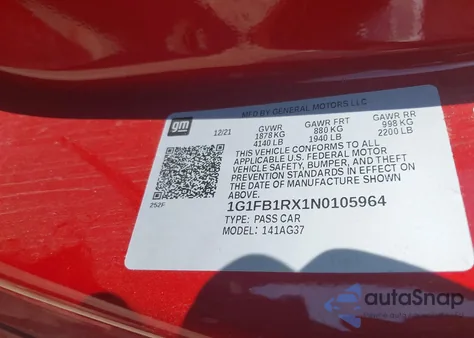 MFD BY GENERAL MOTORS LLC
gm
12/21 GVWR GAWR FRT GAWR RR
1878 KG 880 KG 998 KG
4140 LB 1940 LB 2200 LB
THIS VEHICLE CONFORMS TO ALL
APPLICABLE U.S. FEDERAL MOTOR
VEHICLE SAFETY, BUMPER, AND THEFT
PREVENTION STANDARDS IN EFFECT ON
THE DATE OF MANUFACTURE SHOWN
ABOVE.
252F
1G1FB1RX1N0105964
TYPE: PASS CAR
MODEL: 141AG37
autoSnap